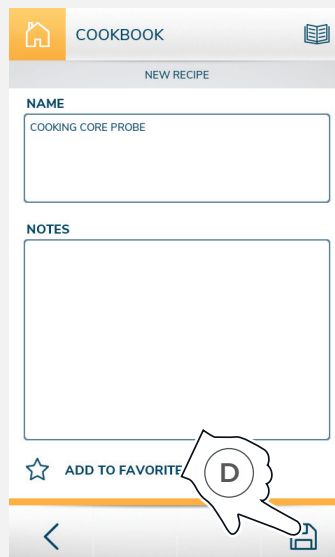 COOKBOOK
NEW RECIPE
NAME
COOKING CORE PROBE
NOTES
ADD TO FAVORITE
D